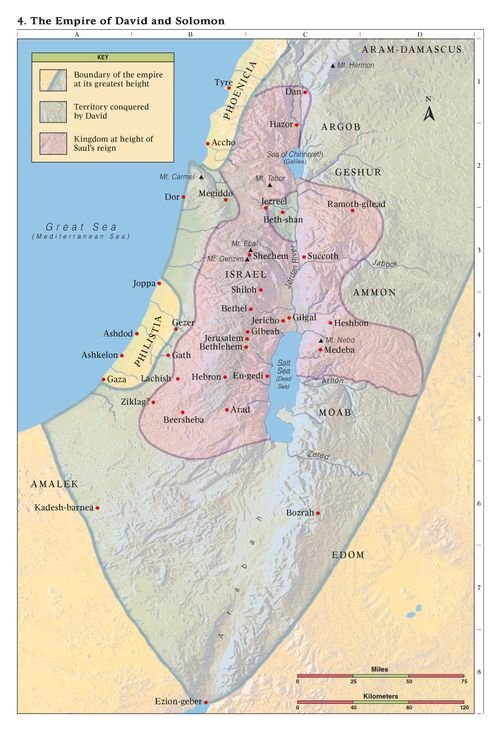 4. The Empire of David and Solomon
A
B
C
D
KEY
Boundary of the empire
at its greatest height
Territory conquered
by David
Kingdom at height of
Saul's reign
ARAM-DAMASCUS
Mt. Hermon
1
Tyre
PHOENICIA
Dan
N
Hazor
ARGOB
Accho
Sea of Chinnereth
(Galilee)
2
GESHUR
Mt. Carmel
Mt. Tabor
Dor
Megiddo
Jezreel
Ramoth-gilead
Beth-shan
Great Sea
(Mediterranean Sea)
3
Mt. Ebal
Shechem
Mt. Gerizim
Succoth
Jabbok
Jordan River
ISRAEL
Joppa
Shiloh
AMMON
Bethel
Gilgal
4
Jericho
Gezer
Gibeah
Heshbon
PHILISTIA
Ashdod
Jerusalem
Mt. Nebo
Bethlehem
Medeba
Ashkelon
Gath
Salt
Sea
(Dead
Sea)
Gaza
Lachish
Hebron
En-gedi
Arnon
Ziklag?
Arad
MOAB
5
Beersheba
Zered
AMALEK
6
Kadesh-barnea
Bozrah
EDOM
Arabah
7
8
Miles
0
25
50
75
Kilometers
0
40
80
120
Ezion-geber